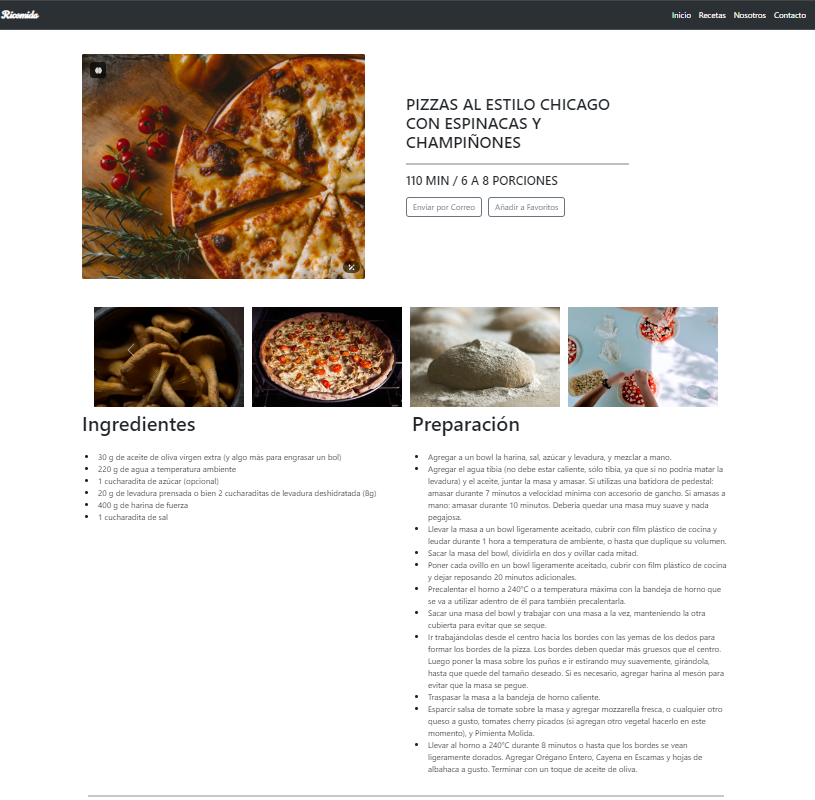 Ricomida
Inicio Recetas Nosotros Contacto
PIZZAS AL ESTILO CHICAGO
CON ESPINACAS Y
CHAMPIÑONES
110 MIN / 6 A 8 PORCIONES
Enviar por Correo Añadir a Favoritos
Ingredientes
30 g de aceite de oliva virgen extra (y algo más para engrasar un bol)
220 g de agua a temperatura ambiente
1 cucharadita de azúcar (opcional)
20 g de levadura prensada o bien 2 cucharaditas de levadura deshidratada (8g)
400 g de harina de fuerza
1 cucharadita de sal
Preparación
Agregar a un bowl la harina, sal, azúcar y levadura, y mezclar a mano.
Agregar el agua tibia (no debe estar caliente, sólo tibia, ya que si no podría matar la
levadura) y el aceite, juntar la masa y amasar. Si utilizas una batidora de pedestal:
amasar durante 7 minutos a velocidad mínima con accesorio de gancho. Si amasas a
mano: amasar durante 10 minutos. Debería quedar una masa muy suave y nada
pegajosa.
Llevar la masa a un bowl ligeramente aceitado, cubrir con film plástico de cocina y
leudar durante 1 hora a temperatura de ambiente, o hasta que duplique su volumen.
Sacar la masa del bowl, dividirla en dos y ovillar cada mitad.
Poner cada ovillo en un bowl ligeramente aceitado, cubrir con film plástico de cocina
y dejar reposando 20 minutos adicionales.
Precalentar el horno a 240°C o a temperatura máxima con la bandeja de horno que
se va a utilizar adentro de él para también precalentarla.
Sacar una masa del bowl y trabajar con una masa a la vez, manteniendo la otra
cubierta para evitar que se seque.
Ir trabajándolas desde el centro hacia los bordes con las yemas de los dedos para
formar los bordes de la pizza. Los bordes deben quedar más gruesos que el centro.
Luego poner la masa sobre los puños e ir estirando muy suavemente, girándola,
hasta que quede del tamaño deseado. Si es necesario, agregar harina al mesón para
evitar que la masa se pegue.
Traspasar la masa a la bandeja de horno caliente.
Esparcir salsa de tomate sobre la masa y agregar mozzarella fresca, o cualquier otro
queso a gusto, tomates cherry picados (si agregan otro vegetal hacerlo en este
momento), y Pimienta Molida.
Llevar al horno a 240°C durante 8 minutos o hasta que los bordes se vean
ligeramente dorados. Agregar Orégano Entero, Cayena en Escamas y hojas de
albahaca a gusto. Terminar con un toque de aceite de oliva.